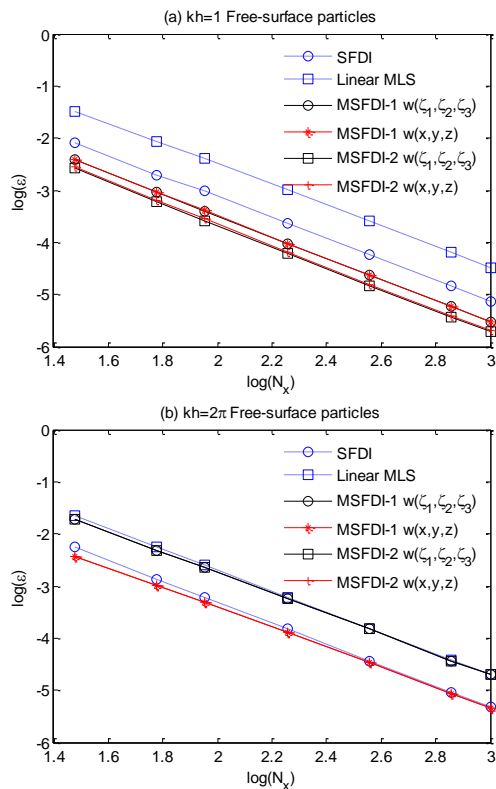 (a) kh=1 Free-surface particles
0
-1
-2
-3
-4
-5
-6
log(ε)
SFDI
Linear MLS
MSFDI-1 w(ζ₁,ζ₂,ζ₃)
MSFDI-1 w(x,y,z)
MSFDI-2 w(ζ₁,ζ₂,ζ₃)
MSFDI-2 w(x,y,z)
1.4 1.6 1.8 2 2.2 2.4 2.6 2.8 3
log(Nₓ)
(b) kh=2π Free-surface particles
0
-1
-2
-3
-4
-5
-6
log(ε)
SFDI
Linear MLS
MSFDI-1 w(ζ₁,ζ₂,ζ₃)
MSFDI-1 w(x,y,z)
MSFDI-2 w(ζ₁,ζ₂,ζ₃)
MSFDI-2 w(x,y,z)
1.4 1.6 1.8 2 2.2 2.4 2.6 2.8 3
log(Nₓ)